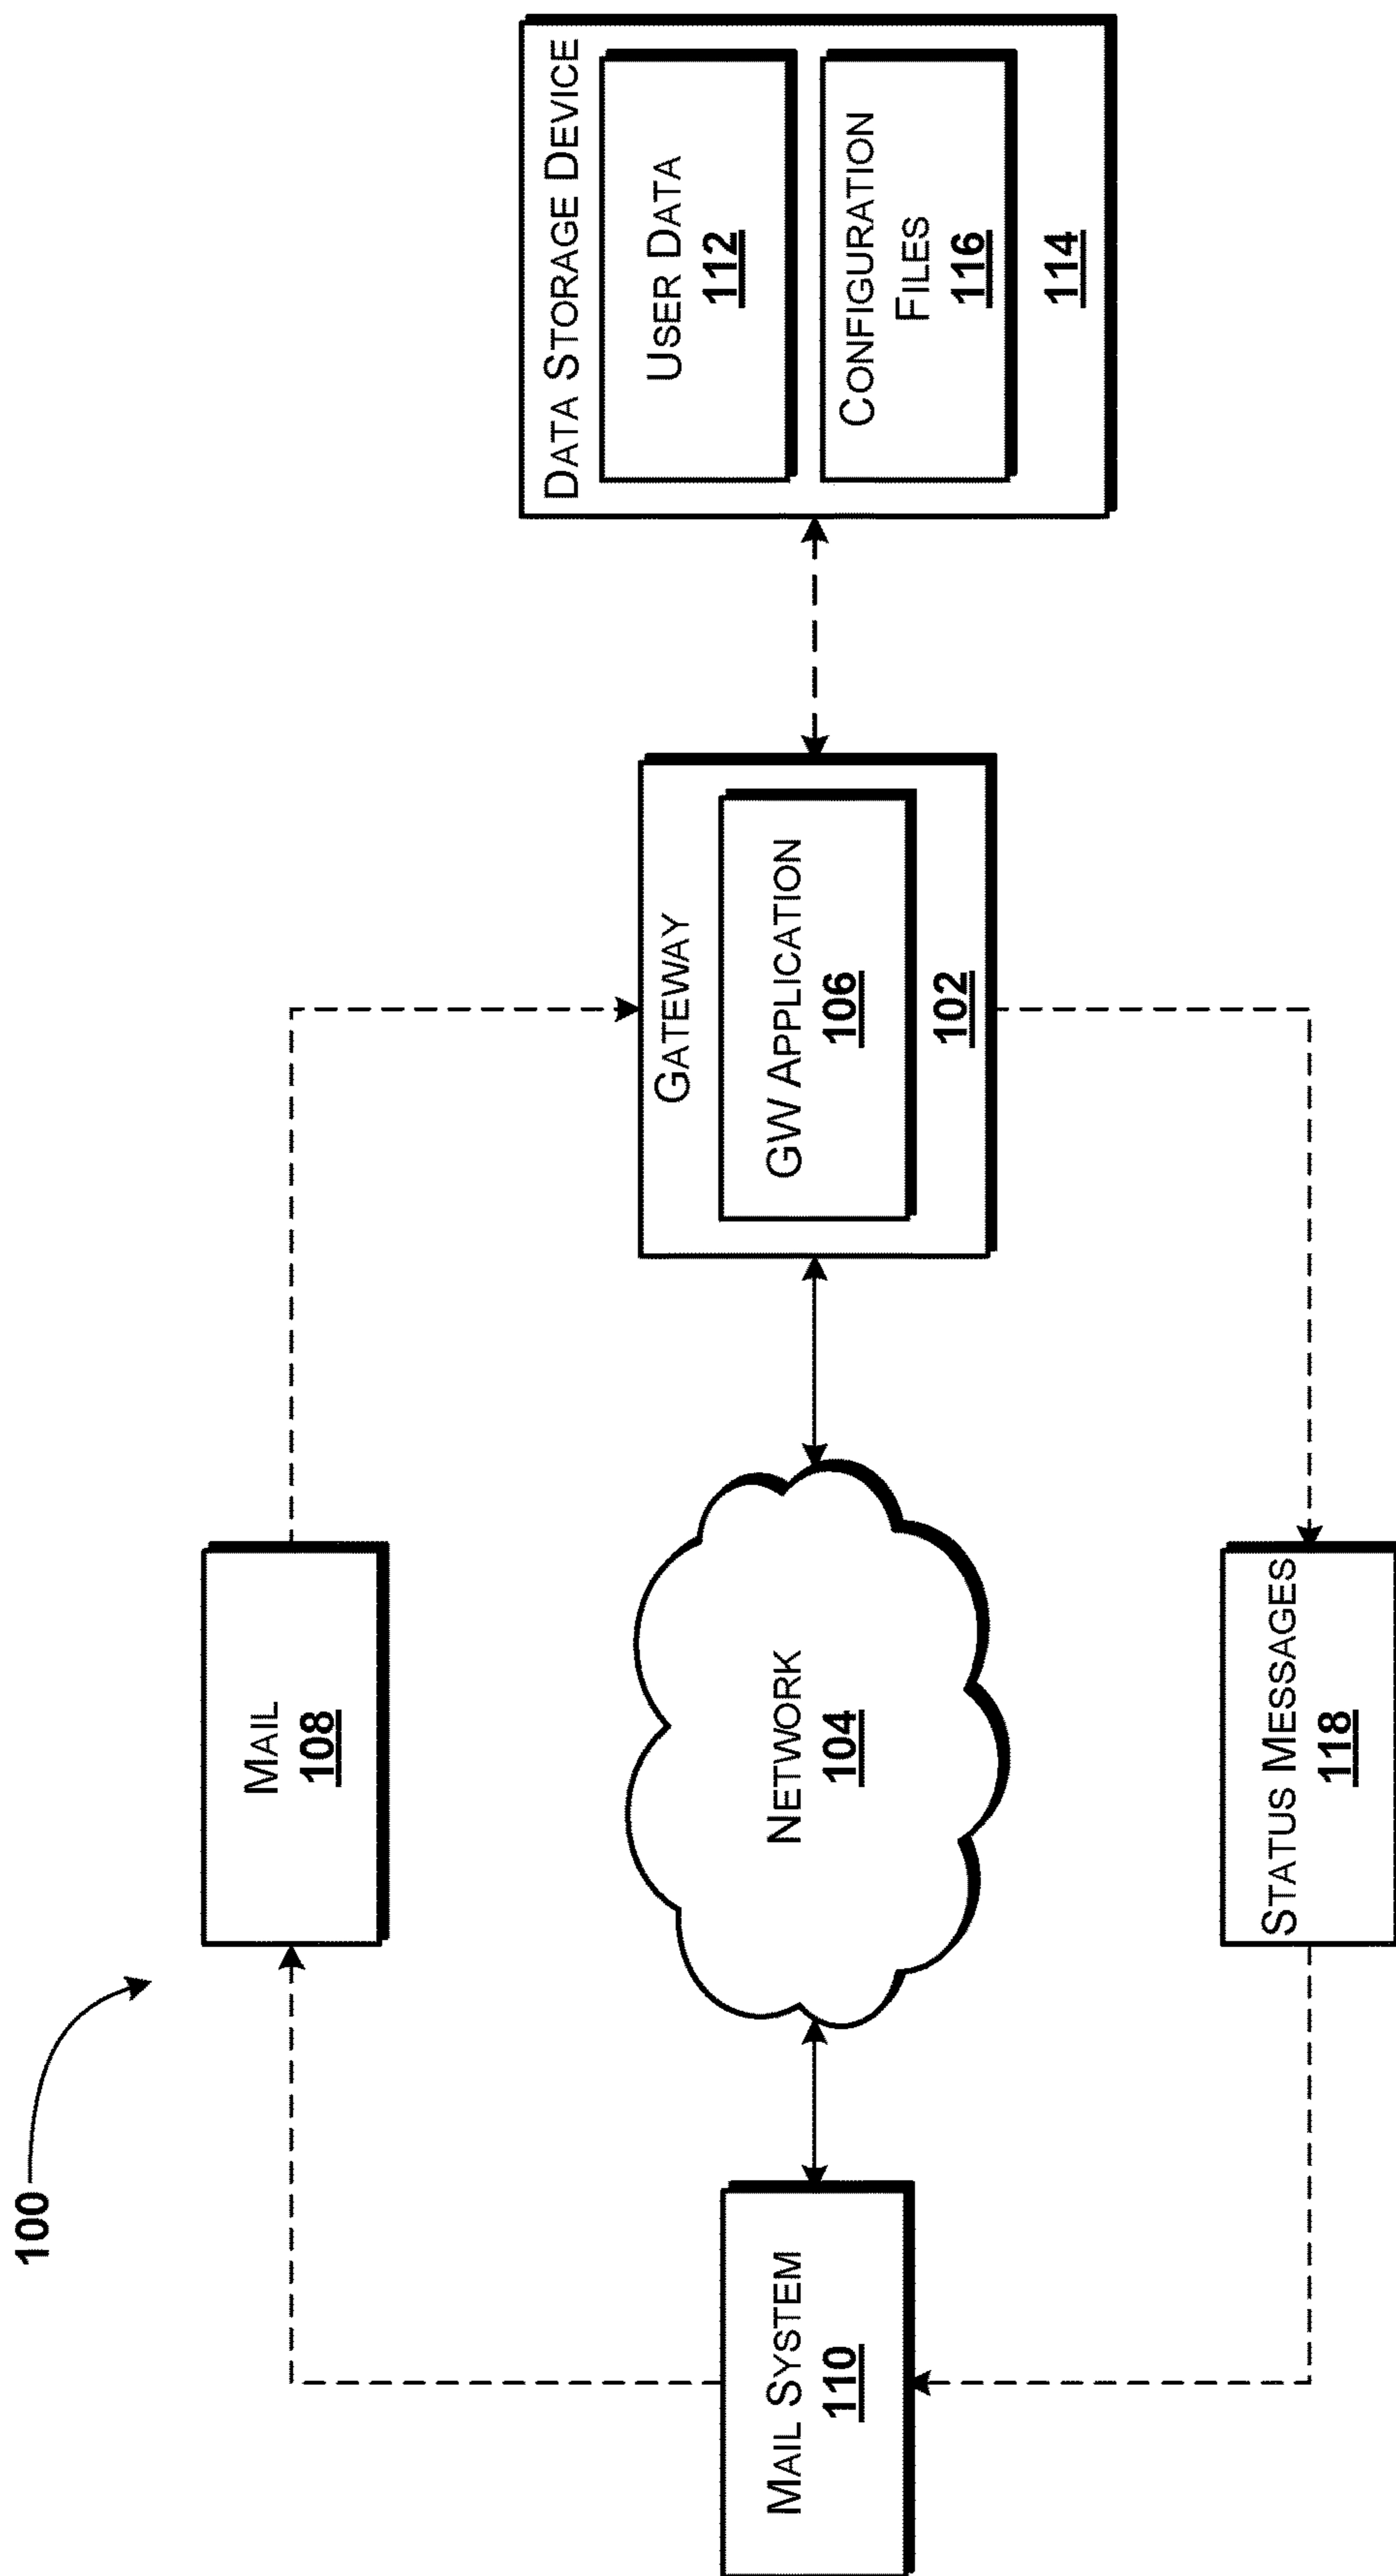 100
MAIL
108
MAIL SYSTEM
110
NETWORK
104
GATEWAY
GW APPLICATION
106
102
DATA STORAGE DEVICE
USER DATA
112
CONFIGURATION
FILES
116
114
STATUS MESSAGES
118